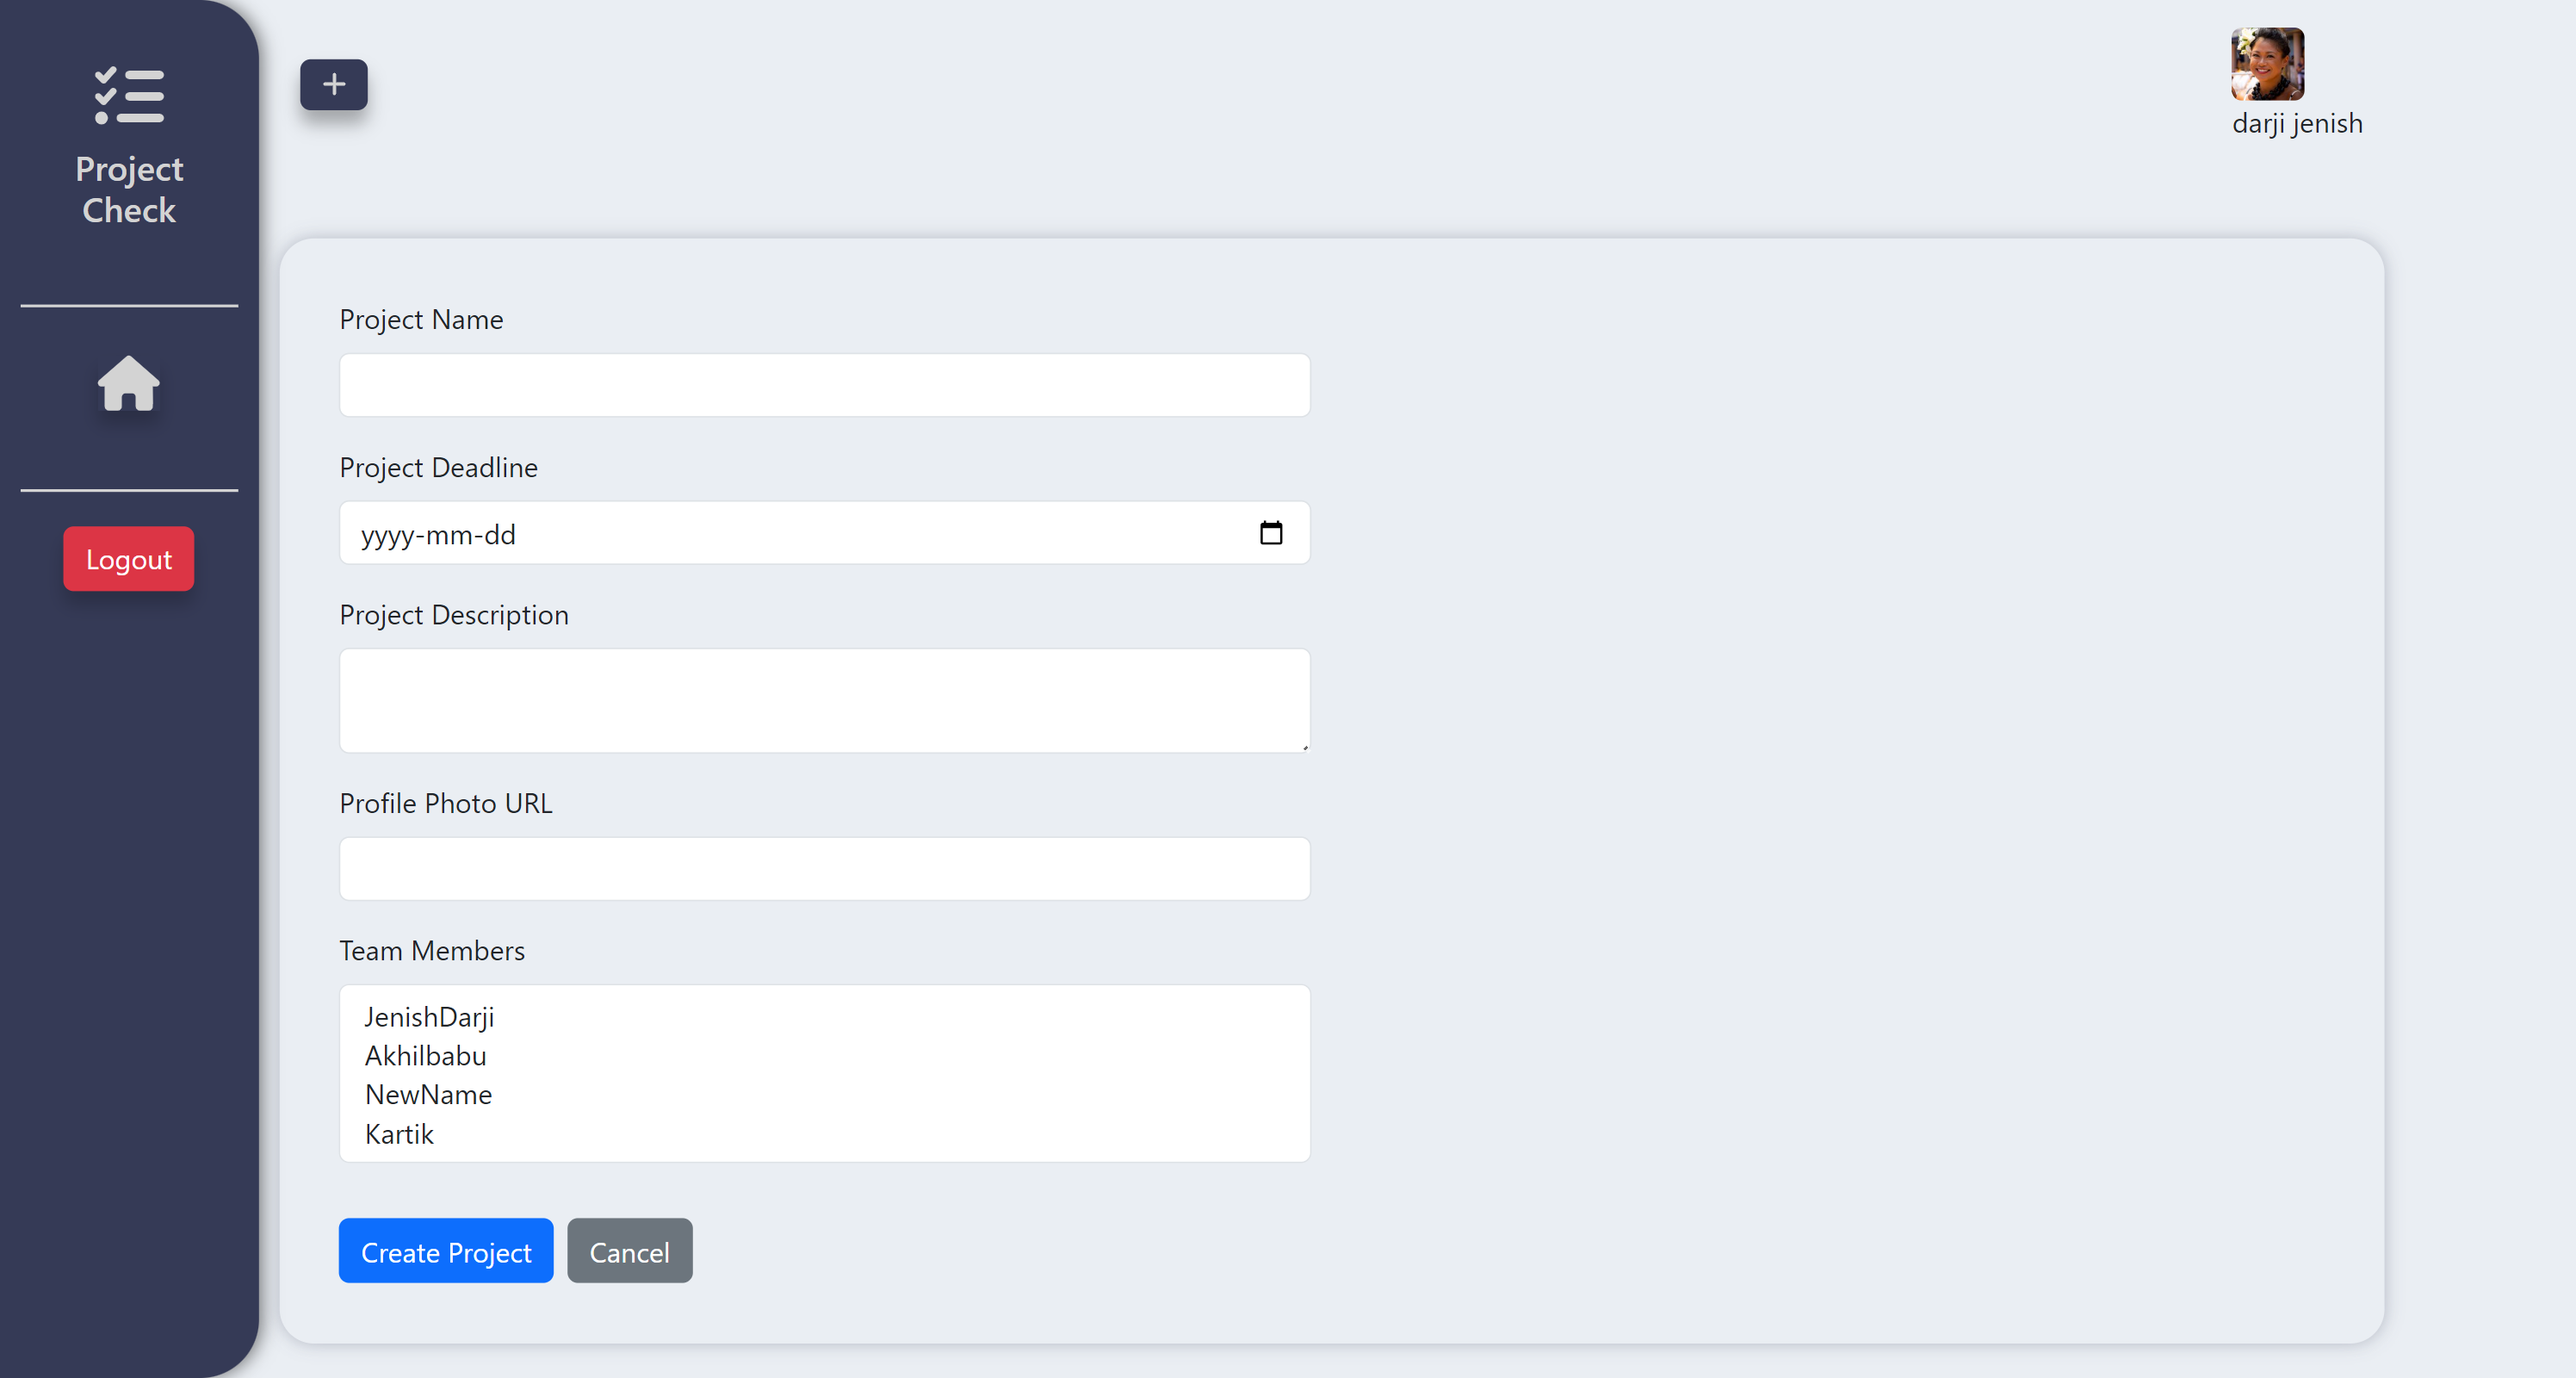 Project
Check
Logout
+
darji jenish
Project Name
Project Deadline
yyyy-mm-dd
Project Description
Profile Photo URL
Team Members
JenishDarji
Akhilbabu
NewName
Kartik
Create Project
Cancel